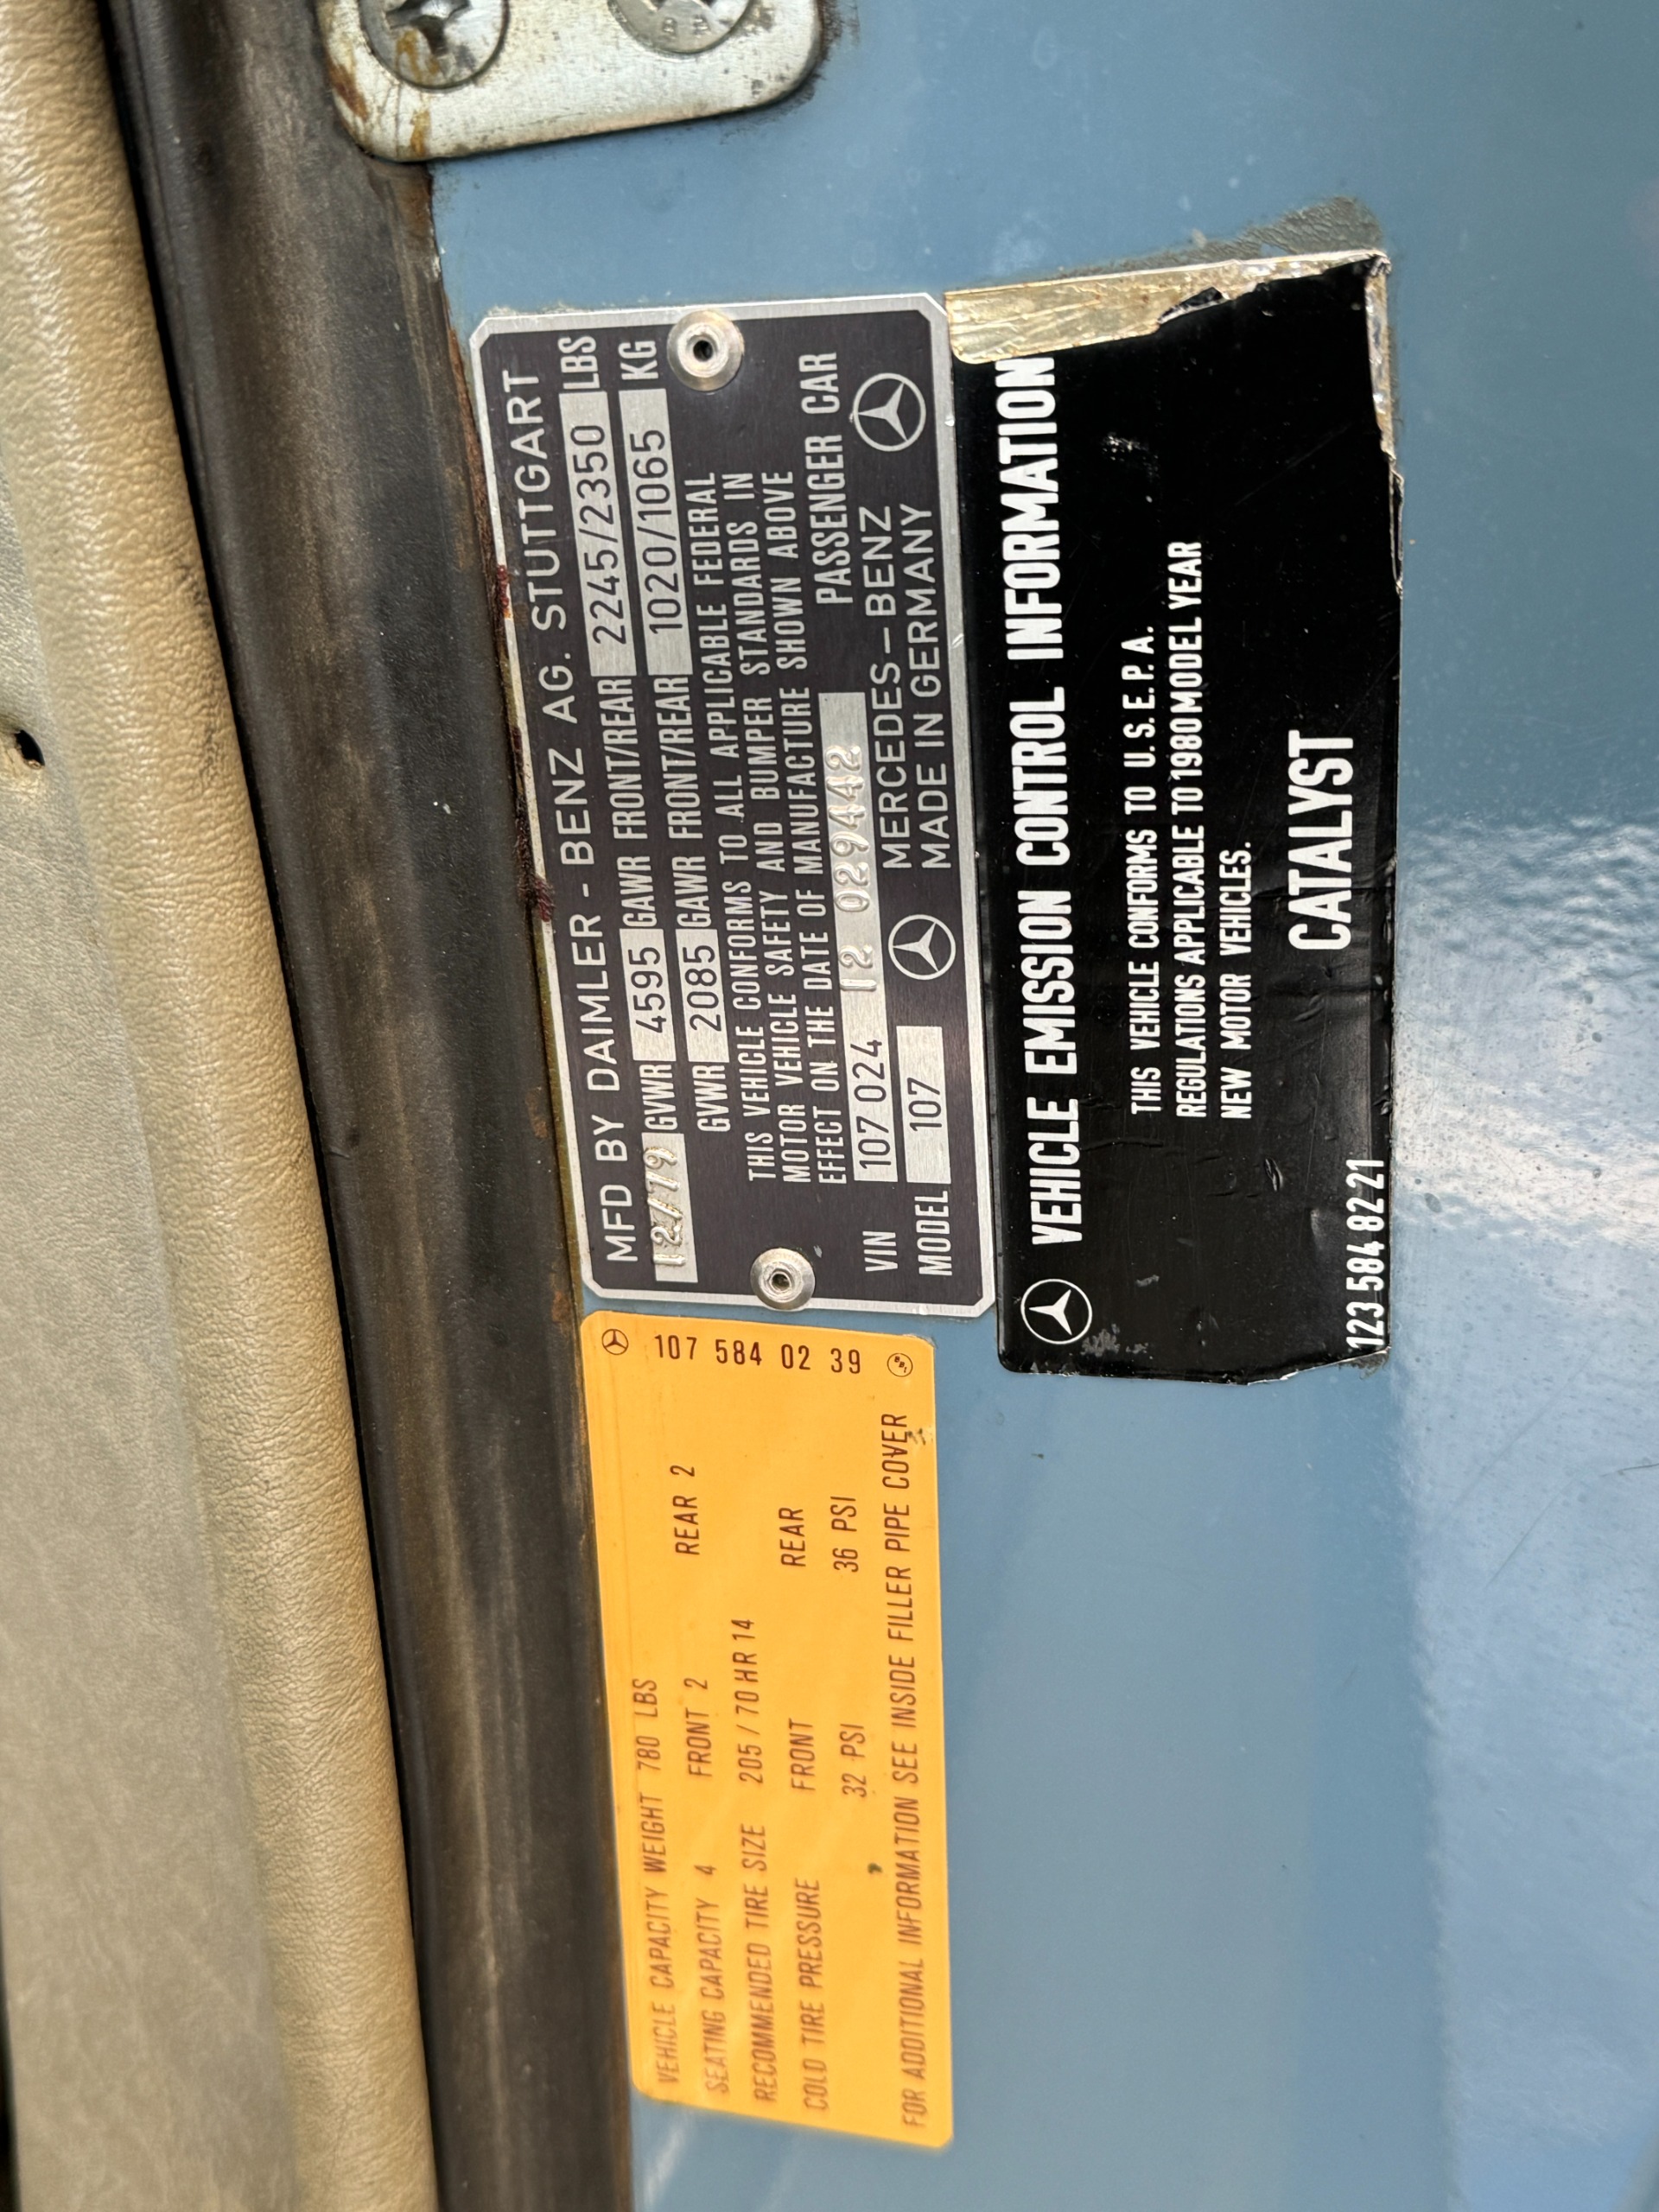 MFD BY DAIMLER - BENZ AG. STUTTGART
12/79 GVWR 4595 GAWR FRONT/REAR 2245/2350 LBS
GVWR 2085 GAWR FRONT/REAR 1020/1065 KG
THIS VEHICLE CONFORMS TO ALL APPLICABLE FEDERAL
MOTOR VEHICLE SAFETY AND BUMPER STANDARDS IN
EFFECT ON THE DATE OF MANUFACTURE SHOWN ABOVE
VIN 107 024 12 029442 PASSENGER CAR
MODEL 107 MERCEDES-BENZ
MADE IN GERMANY
VEHICLE EMISSION CONTROL INFORMATION
THIS VEHICLE CONFORMS TO U.S.E.P.A.
REGULATIONS APPLICABLE TO 1980 MODEL YEAR
NEW MOTOR VEHICLES.
CATALYST
123 584 82 21
107 584 02 39
VEHICLE CAPACITY WEIGHT 780 LBS
SEATING CAPACITY 4 FRONT 2 REAR 2
RECOMMENDED TIRE SIZE 205 / 70 HR 14
COLD TIRE PRESSURE FRONT REAR
32 PSI 36 PSI
FOR ADDITIONAL INFORMATION SEE INSIDE FILLER PIPE COVER